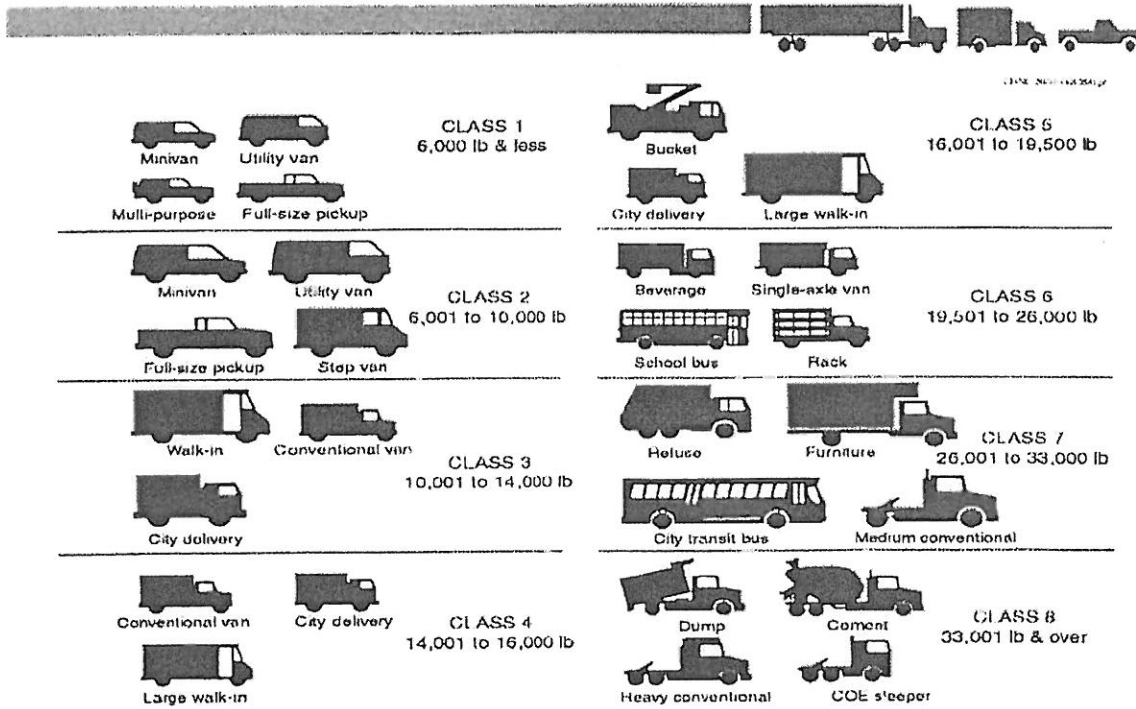 CLASS 1
6,000 lb & less
Minivan
Utility van
Multi-purpose
Full-size pickup
CLASS 2
6,001 to 10,000 lb
Minivan
Utility van
Full-size pickup
Step van
CLASS 3
10,001 to 14,000 lb
Walk-in
Conventional van
City delivery
CLASS 4
14,001 to 16,000 lb
Conventional van
City delivery
Large walk-in
CLASS 5
16,001 to 19,500 lb
Bucket
City delivery
Large walk-in
CLASS 6
19,501 to 26,000 lb
Beverage
Single-axle van
School bus
Rack
CLASS 7
26,001 to 33,000 lb
Refuse
Furniture
City transit bus
Medium conventional
CLASS 8
33,001 lb & over
Dump
Cement
Heavy conventional
COE sleeper